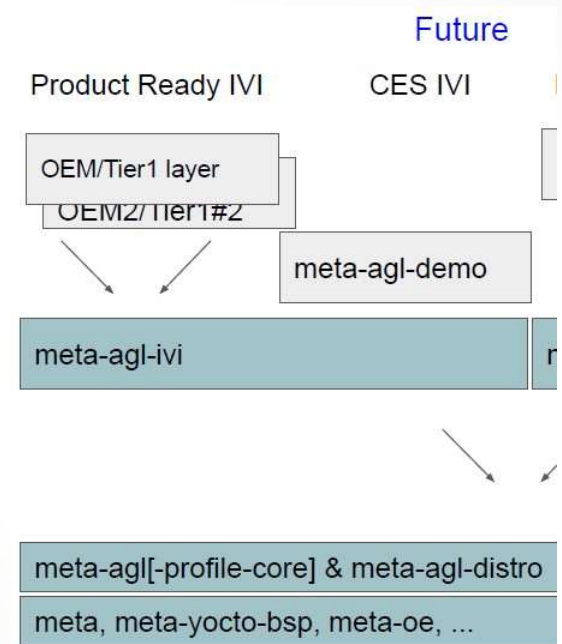 Future
Product Ready IVI
CES IVI
OEM/Tier1 layer
OEM2/Tier1#2
meta-agl-demo
meta-agl-ivi
meta-agl[-profile-core] & meta-agl-distro
meta, meta-yocto-bsp, meta-oe, ...